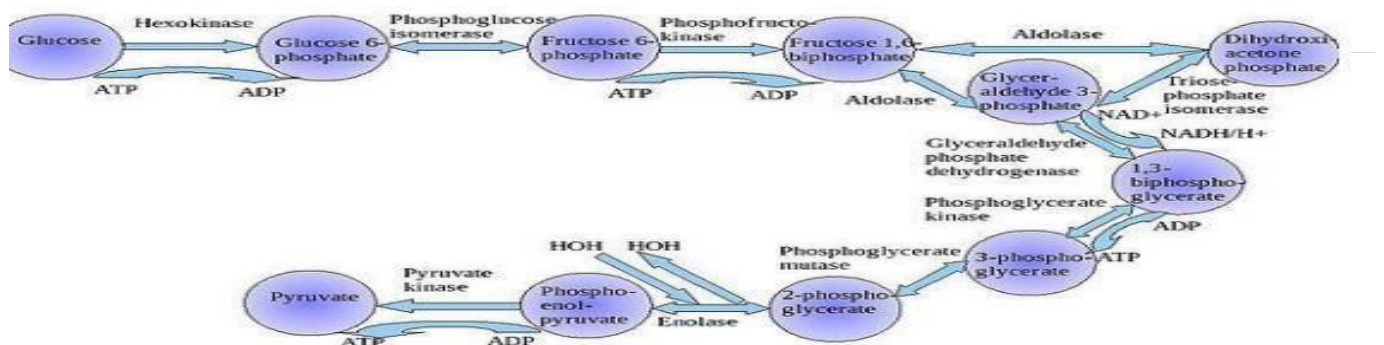 Glucose
Hexokinase
ATP
ADP
Glucose 6-
phosphate
Phosphoglucose
isomerase
Fructose 6-
phosphate
Phosphofructo-
kinase
ATP
ADP
Fructose 1,6-
biphosphate
Aldolase
Dihydroxi-
acetone
phosphate
Aldolase
Glycer-
aldehyde 3-
phosphate
Triose-
phosphate
isomerase
NAD+
NADH/H+
Glyceraldehyde
phosphate
dehydrogenase
1,3-
biphospho-
glycerate
Phosphoglycerate
kinase
ADP
ATP
3-phospho-
glycerate
Phosphoglycerate
mutase
2-phospho-
glycerate
HOH HOH
Enolase
Phospho-
enol-
pyruvate
Pyruvate
kinase
ADP
ATP
Pyruvate